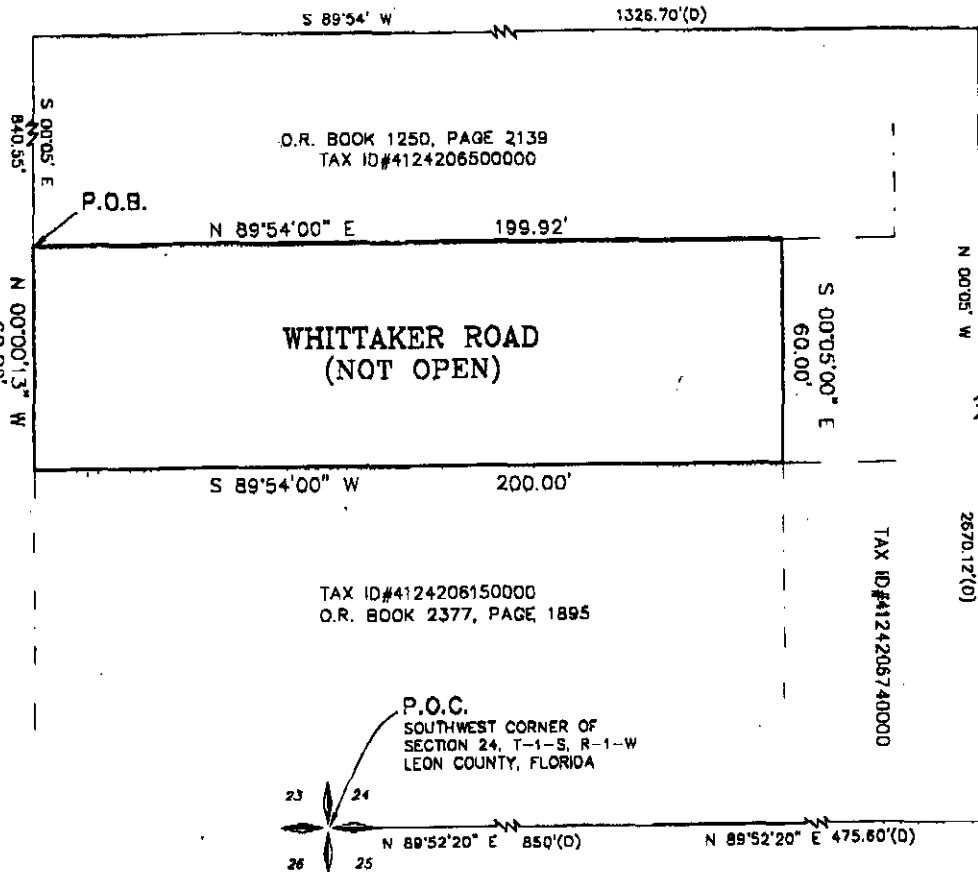 S 89°54' W 1326.70'(D)
S 00°05' E
840.55'
O.R. BOOK 1250, PAGE 2139
TAX ID#4124206500000
P.O.B.
N 89°54'00" E 199.92'
N 00°00'13" W
WHITTAKER ROAD
(NOT OPEN)
S 00°05'00" E
60.00'
N 00°05' W
2670.12'(D)
S 89°54'00" W 200.00'
TAX ID#4124206150000
O.R. BOOK 2377, PAGE 1895
TAX ID#4124206740000
P.O.C.
SOUTHWEST CORNER OF
SECTION 24, T-1-S, R-1-W
LEON COUNTY, FLORIDA
23 24
26 25
N 89°52'20" E 850'(D)
N 89°52'20" E 475.60'(D)